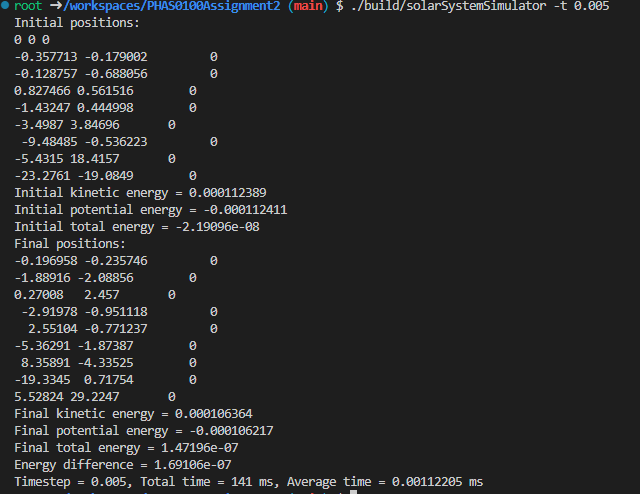 root ➜/workspaces/PHAS0100Assignment2 (main) $ ./build/solarSystemSimulator -t 0.005
Initial positions:
0 0 0
-0.357713 -0.179002 0
-0.128757 -0.688056 0
0.827466 0.561516 0
-1.43247 0.444998 0
-3.4987 3.84696 0
-9.48485 -0.536223 0
-5.4315 18.4157 0
-23.2761 -19.0849 0
Initial kinetic energy = 0.000112389
Initial potential energy = -0.000112411
Initial total energy = -2.19096e-08
Final positions:
-0.196958 -0.235746 0
-1.88916 -2.08856 0
0.27008 2.457 0
-2.91978 -0.951118 0
2.55104 -0.771237 0
-5.36291 -1.87387 0
8.35891 -4.33525 0
-19.3345 0.71754 0
5.52824 29.2247 0
Final kinetic energy = 0.000106364
Final potential energy = -0.000106217
Final total energy = 1.47196e-07
Energy difference = 1.69106e-07
Timestep = 0.005, Total time = 141 ms, Average time = 0.00112205 ms